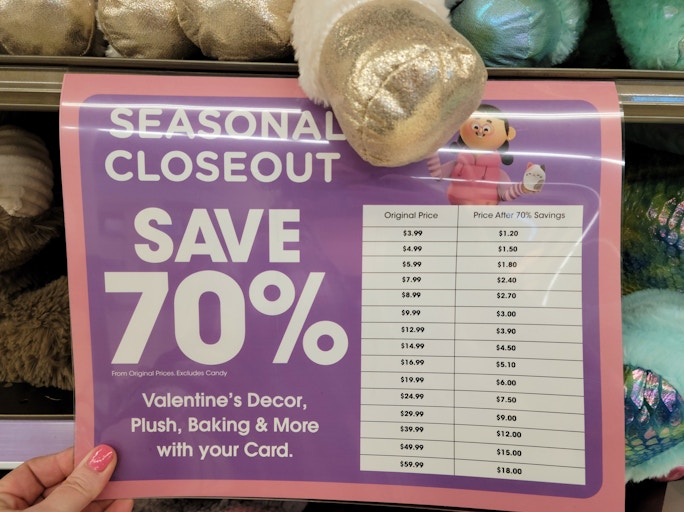 SEASONAL
CLOSEOUT
SAVE
70%
From Original Prices. Excludes Candy
Valentine's Decor,
Plush, Baking & More
with your Card.
Original Price Price After 70% Savings
$3.99 $1.20
$4.99 $1.50
$5.99 $1.80
$7.99 $2.40
$8.99 $2.70
$9.99 $3.00
$12.99 $3.90
$14.99 $4.50
$16.99 $5.10
$19.99 $6.00
$24.99 $7.50
$29.99 $9.00
$39.99 $12.00
$49.99 $15.00
$59.99 $18.00